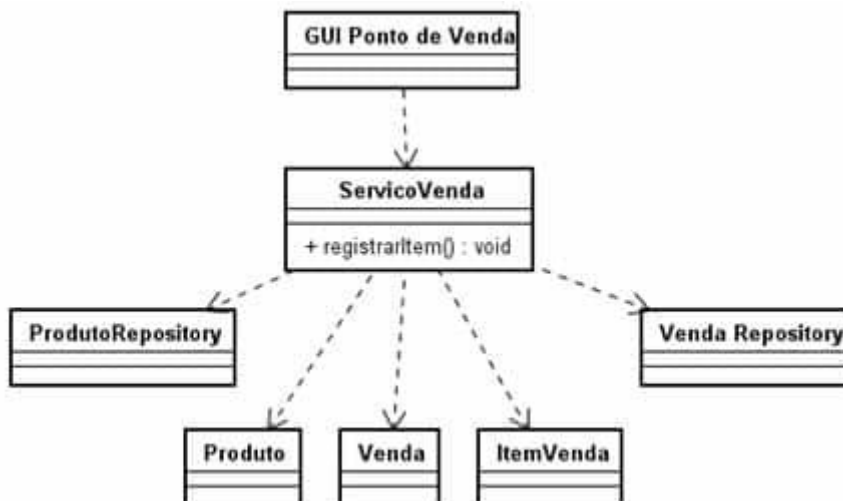 GUI Ponto de Venda
ServicoVenda
+ registrarItem() : void
ProdutoRepository
Venda Repository
Produto
Venda
ItemVenda